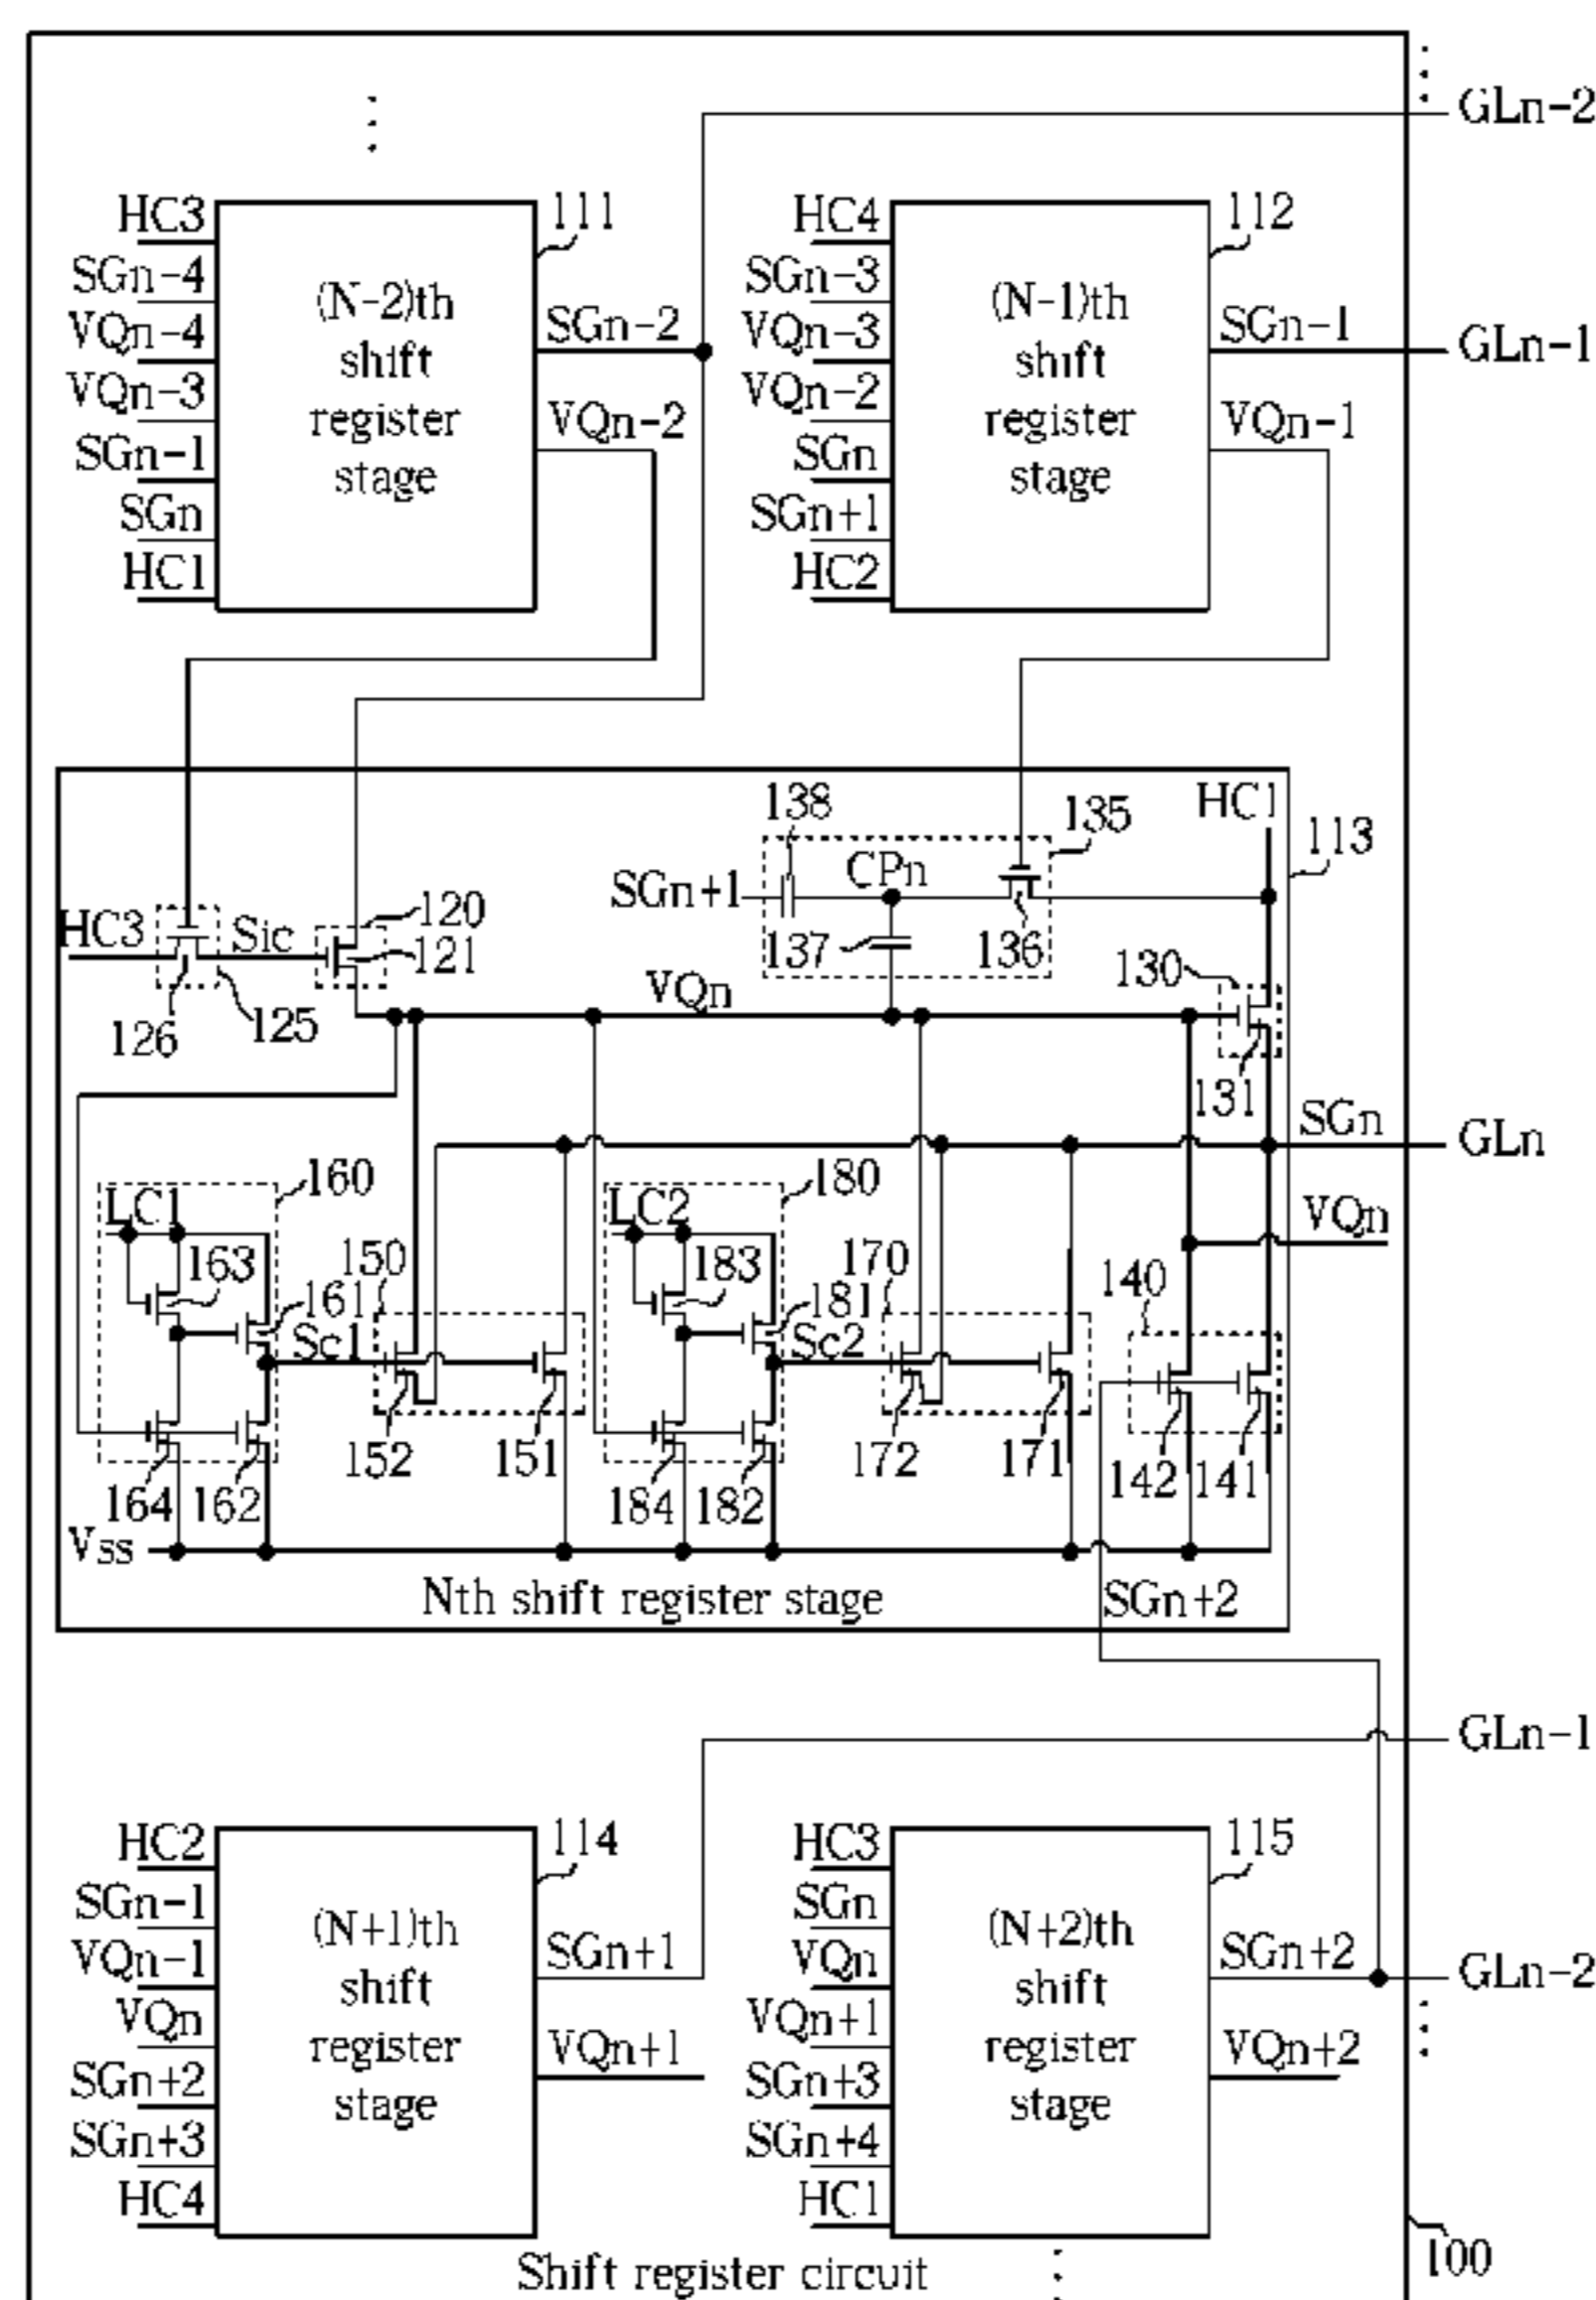 GLn-2
HC3
SGn-4
VQn-4
VQn-3
SGn-1
SGn
HC1
(N-2)th
shift
register
stage
111
SGn-2
VQn-2
HC4
SGn-3
VQn-3
VQn-2
SGn
SGn+1
HC2
(N-1)th
shift
register
stage
112
SGn-1
VQn-1
GLn-1
HC1
113
138
135
CPn
SGn+1
137
136
HC3
Sic
120
121
126
125
VQn
130
131
SGn
GLn
VQn
160
LC1
163
161
Sc1
150
180
LC2
183
181
Sc2
170
140
164
162
152
151
184
182
172
171
142
141
Vss
Nth shift register stage
SGn+2
GLn-1
HC2
SGn-1
VQn-1
VQn
SGn+2
SGn+3
HC4
(N+1)th
shift
register
stage
114
SGn+1
VQn+1
HC3
SGn
VQn
VQn+1
SGn+3
SGn+4
HC1
(N+2)th
shift
register
stage
115
SGn+2
VQn+2
GLn-2
Shift register circuit
100